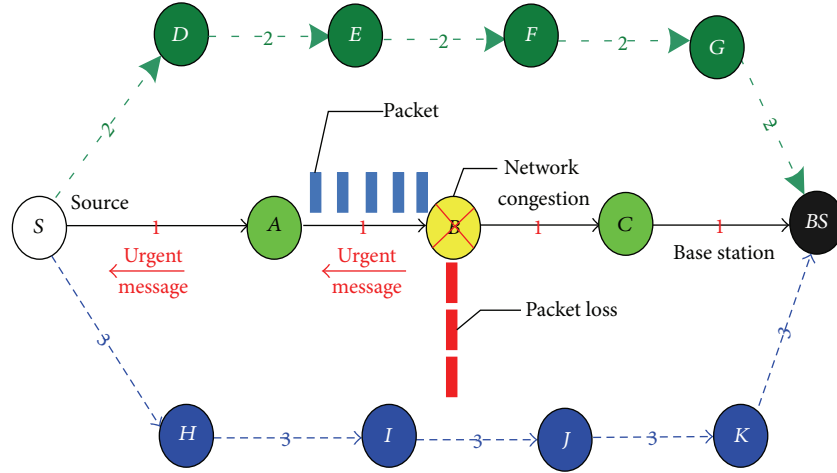 D
2
E
2
F
2
G
2
2
Packet
Network
congestion
S
Source
1
A
1
B
1
C
1
BS
Urgent
message
Urgent
message
Base station
Packet loss
3
3
H
3
I
3
J
3
K